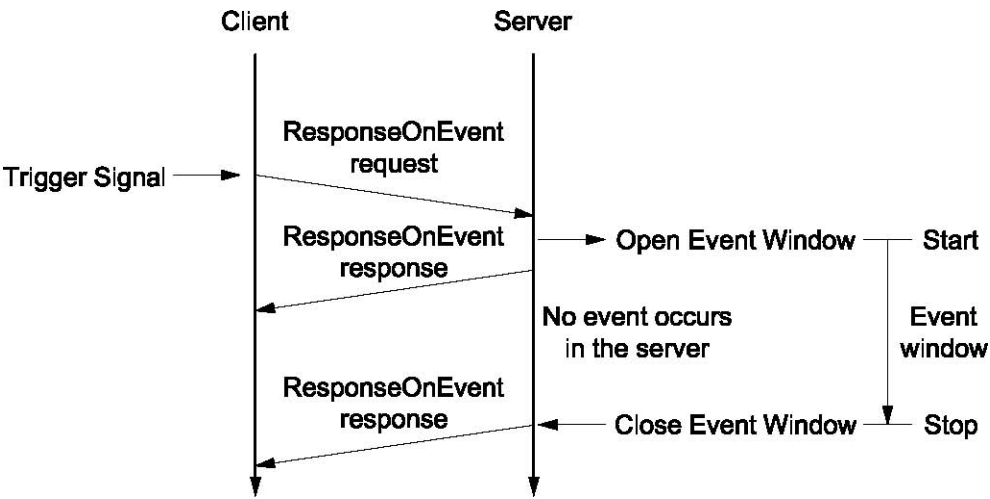 Client
Server
ResponseOnEvent
request
Trigger Signal
ResponseOnEvent
response
Open Event Window
Start
No event occurs
in the server
Event
window
ResponseOnEvent
response
Close Event Window
Stop